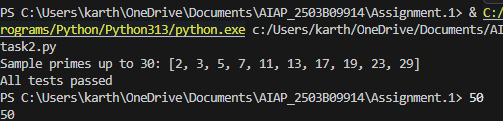 PS C:\Users\karth\OneDrive\Documents\AIAP_2503B09914\Assignment.1> & C:/
rograms/Python/Python313/python.exe c:/Users/karth/OneDrive/Documents/AI
task2.py
Sample primes up to 30: [2, 3, 5, 7, 11, 13, 17, 19, 23, 29]
All tests passed
PS C:\Users\karth\OneDrive\Documents\AIAP_2503B09914\Assignment.1> 50
50